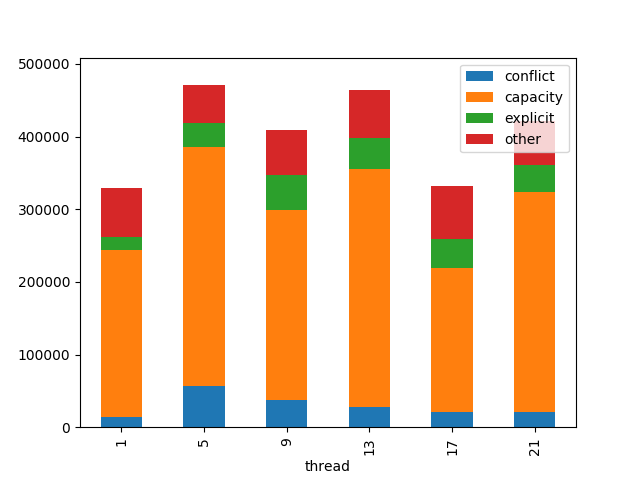 500000
400000
300000
200000
100000
0
conflict
capacity
explicit
other
1 5 9 13 17 21
thread